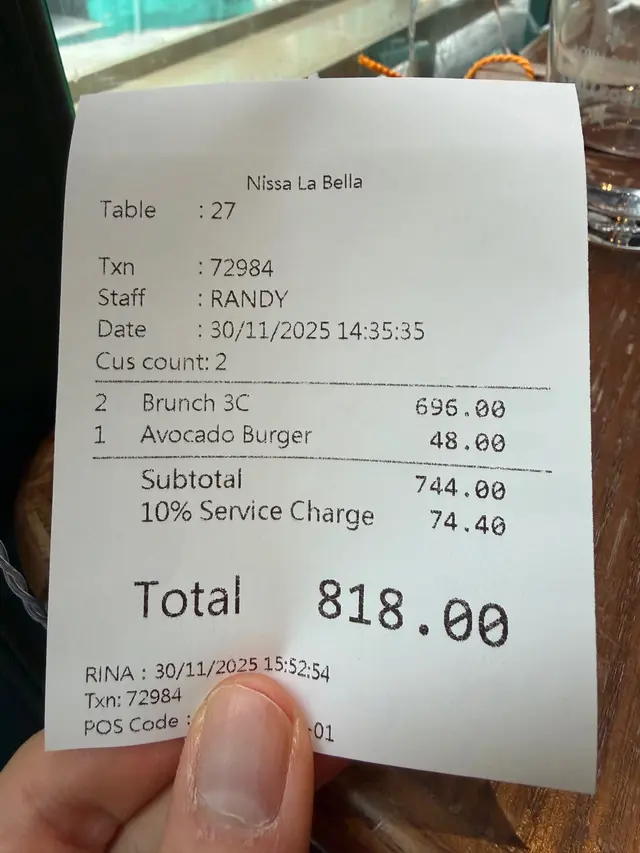 Nissa La Bella
Table : 27
Txn : 72984
Staff : RANDY
Date : 30/11/2025 14:35:35
Cus count: 2
2 Brunch 3C 696.00
1 Avocado Burger 48.00
Subtotal 744.00
10% Service Charge 74.40
Total 818.00
RINA : 30/11/2025 15:52:54
Txn: 72984
POS Code : -01